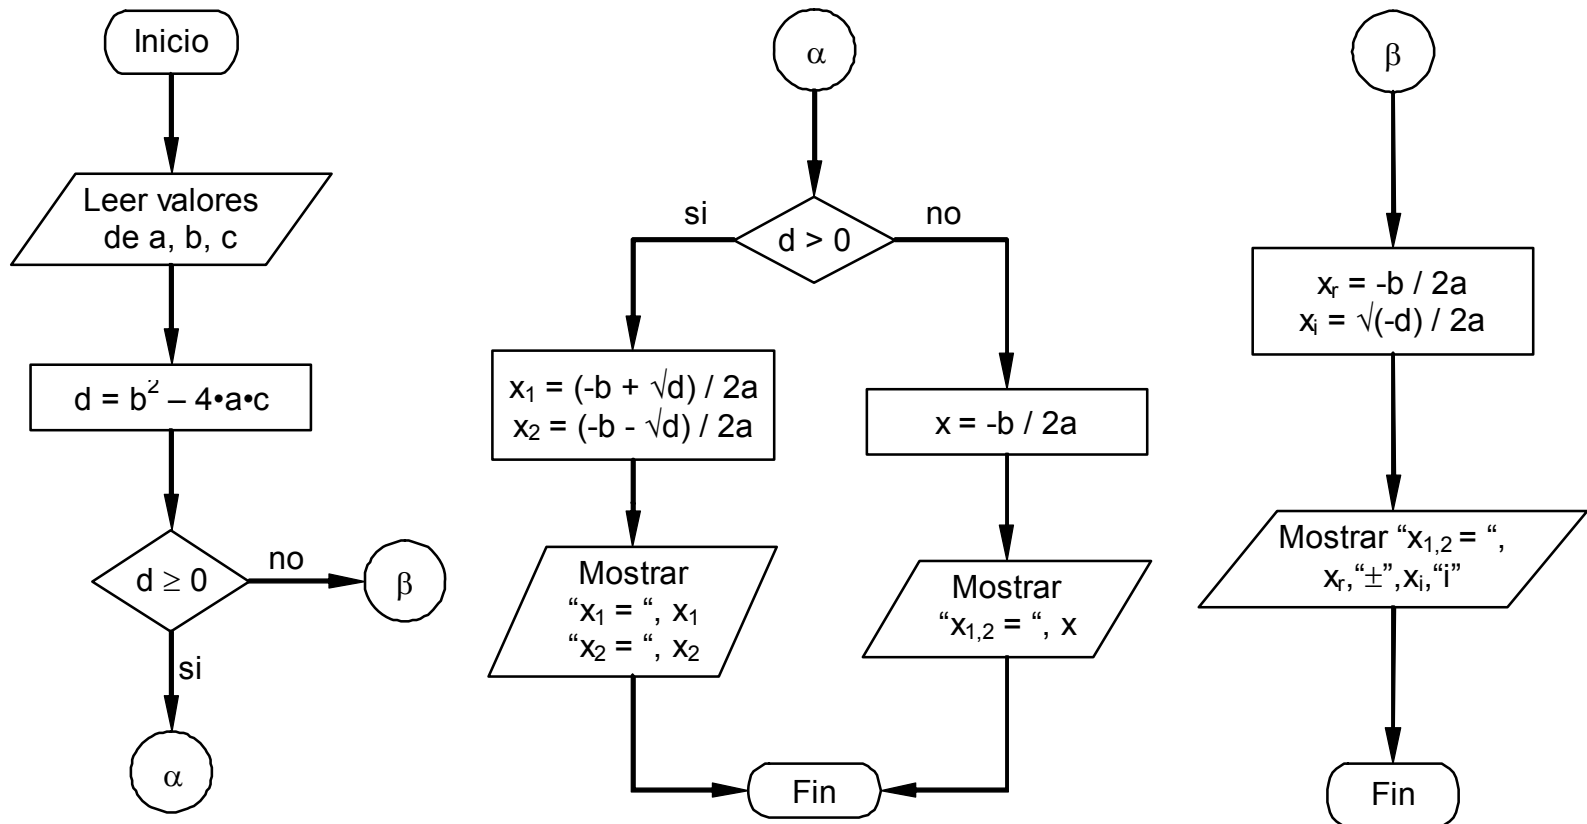 Inicio
Leer valores
de a, b, c
d = b² – 4•a•c
d ≥ 0
no
β
si
α
α
d > 0
si
no
x₁ = (-b + √d) / 2a
x₂ = (-b - √d) / 2a
Mostrar
“x₁ = “, x₁
“x₂ = “, x₂
x = -b / 2a
Mostrar
“x₁,₂ = “, x
Fin
β
xᵣ = -b / 2a
xᵢ = √(-d) / 2a
Mostrar “x₁,₂ = “,
xᵣ,“±”,xᵢ,“i”
Fin